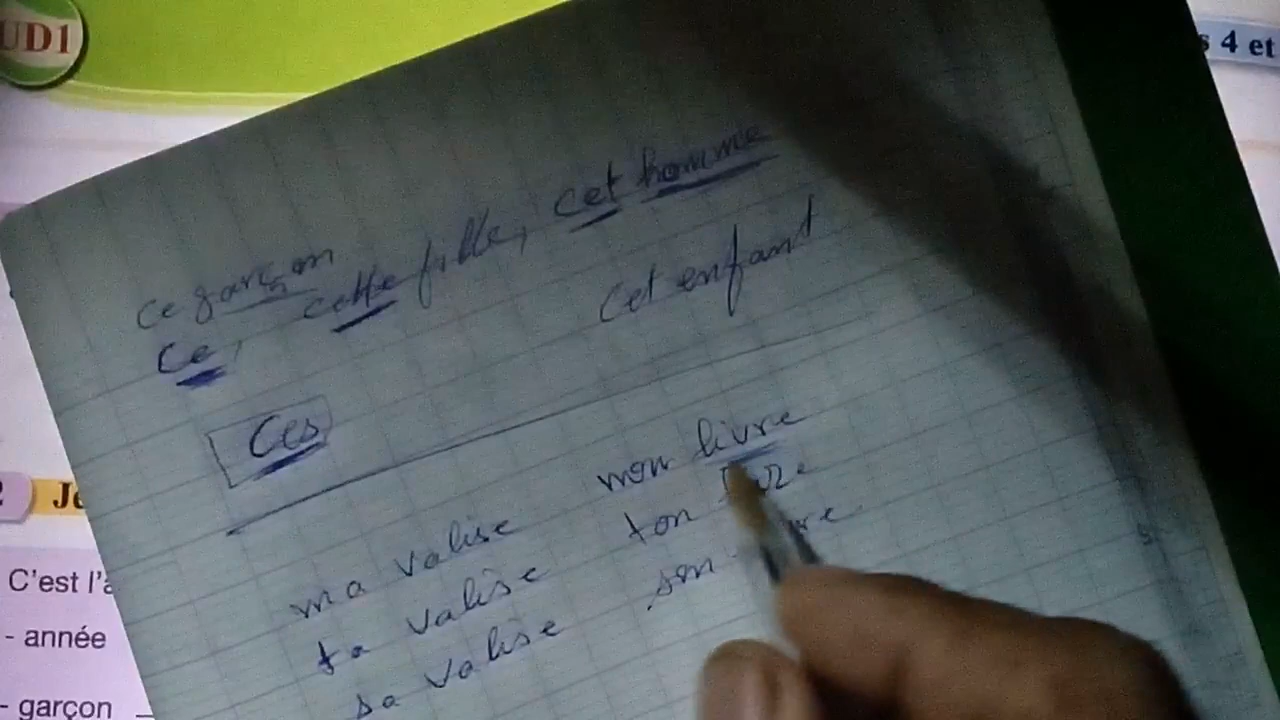 UD1
s 4 et
ce garçon
cette fille, cet homme
ce,
cet enfant
Ces
ma valise mon livre
ta valise ton
sa valise son
Je
C'est l'a
- année
- garçon